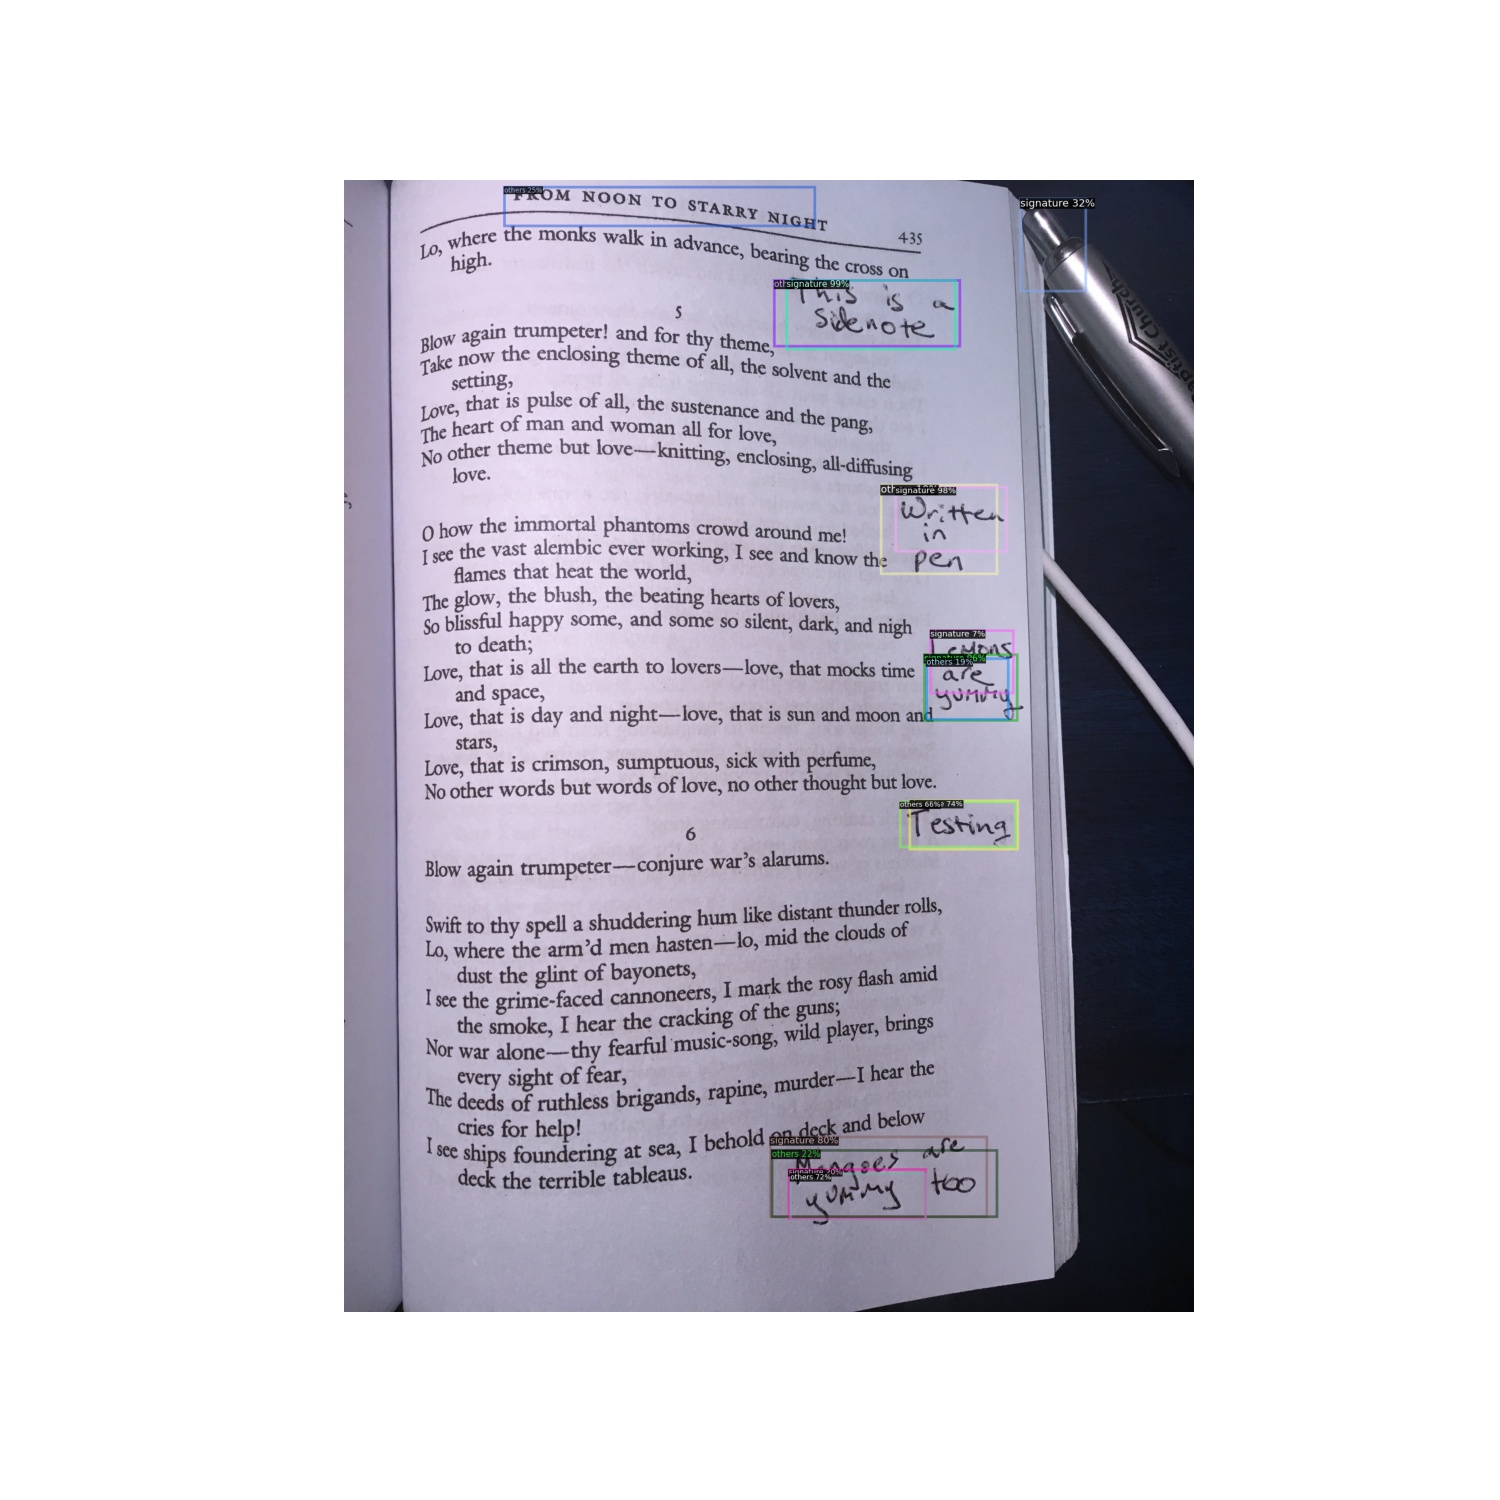 FROM NOON TO STARRY NIGHT
435
Lo, where the monks walk in advance, bearing the cross on
high.
This is a
Sidenote
5
Blow again trumpeter! and for thy theme,
Take now the enclosing theme of all, the solvent and the
setting,
Love, that is pulse of all, the sustenance and the pang,
The heart of man and woman all for love,
No other theme but love—knitting, enclosing, all-diffusing
love.
Written
in
pen
O how the immortal phantoms crowd around me!
I see the vast alembic ever working, I see and know the
flames that heat the world,
The glow, the blush, the beating hearts of lovers,
So blissful happy some, and some so silent, dark, and nigh
to death;
Lemons
are
yummy
Love, that is all the earth to lovers—love, that mocks time
and space,
Love, that is day and night—love, that is sun and moon and
stars,
Love, that is crimson, sumptuous, sick with perfume,
No other words but words of love, no other thought but love.
Testing
6
Blow again trumpeter—conjure war's alarums.
Swift to thy spell a shuddering hum like distant thunder rolls,
Lo, where the arm'd men hasten—lo, mid the clouds of
dust the glint of bayonets,
I see the grime-faced cannoneers, I mark the rosy flash amid
the smoke, I hear the cracking of the guns;
Nor war alone—thy fearful music-song, wild player, brings
every sight of fear,
The deeds of ruthless brigands, rapine, murder—I hear the
cries for help!
I see ships foundering at sea, I behold on deck and below
deck the terrible tableaus.
Mangoes are
yummy too
others 25%
signature 32%
signature 99%
signature 98%
signature 7%
others 19%
others 66%
74%
signature 80%
others 22%
others 72%
Church